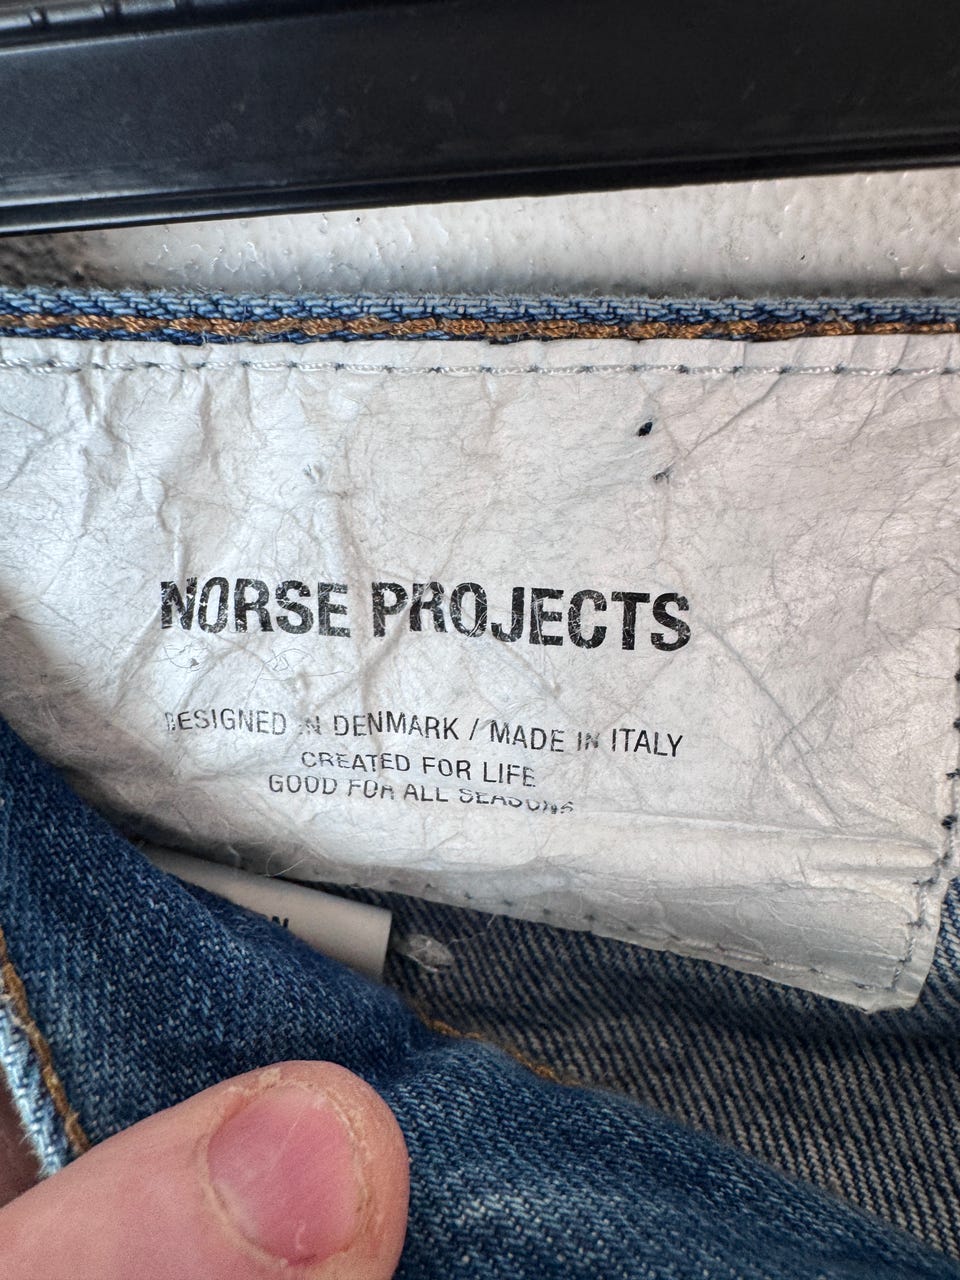 NORSE PROJECTS
DESIGNED IN DENMARK / MADE IN ITALY
CREATED FOR LIFE
GOOD FOR ALL SEASONS
N